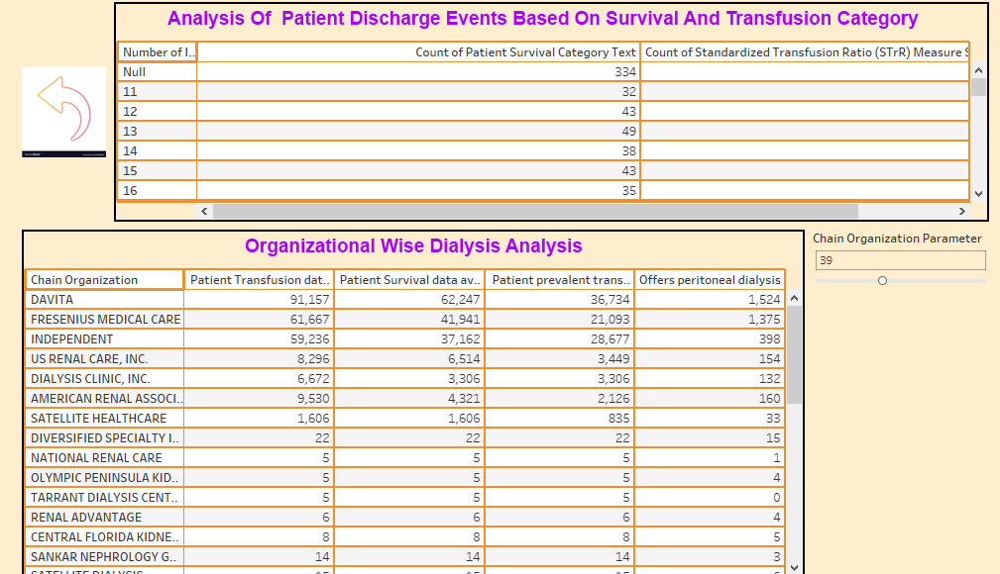 Analysis Of Patient Discharge Events Based On Survival And Transfusion Category
Number of I.. Count of Patient Survival Category Text Count of Standardized Transfusion Ratio (STrR) Measure S
Null 334
11 32
12 43
13 49
14 38
15 43
16 35
Organizational Wise Dialysis Analysis
Chain Organization Parameter
39
Chain Organization Patient Transfusion dat.. Patient Survival data av.. Patient prevalent trans.. Offers peritoneal dialysis
DAVITA 91,157 62,247 36,734 1,524
FRESENIUS MEDICAL CARE 61,667 41,941 21,093 1,375
INDEPENDENT 59,236 37,162 28,677 398
US RENAL CARE, INC. 8,296 6,514 3,449 154
DIALYSIS CLINIC, INC. 6,672 3,306 3,306 132
AMERICAN RENAL ASSOCI.. 9,530 4,321 2,126 160
SATELLITE HEALTHCARE 1,606 1,606 835 33
DIVERSIFIED SPECIALTY I.. 22 22 22 15
NATIONAL RENAL CARE 5 5 5 1
OLYMPIC PENINSULA KID.. 5 5 5 4
TARRANT DIALYSIS CENT.. 5 5 5 0
RENAL ADVANTAGE 6 6 6 4
CENTRAL FLORIDA KIDNE.. 8 8 8 5
SANKAR NEPHROLOGY G.. 14 14 14 3
SATELLITE DIALYSIS 15 15 15